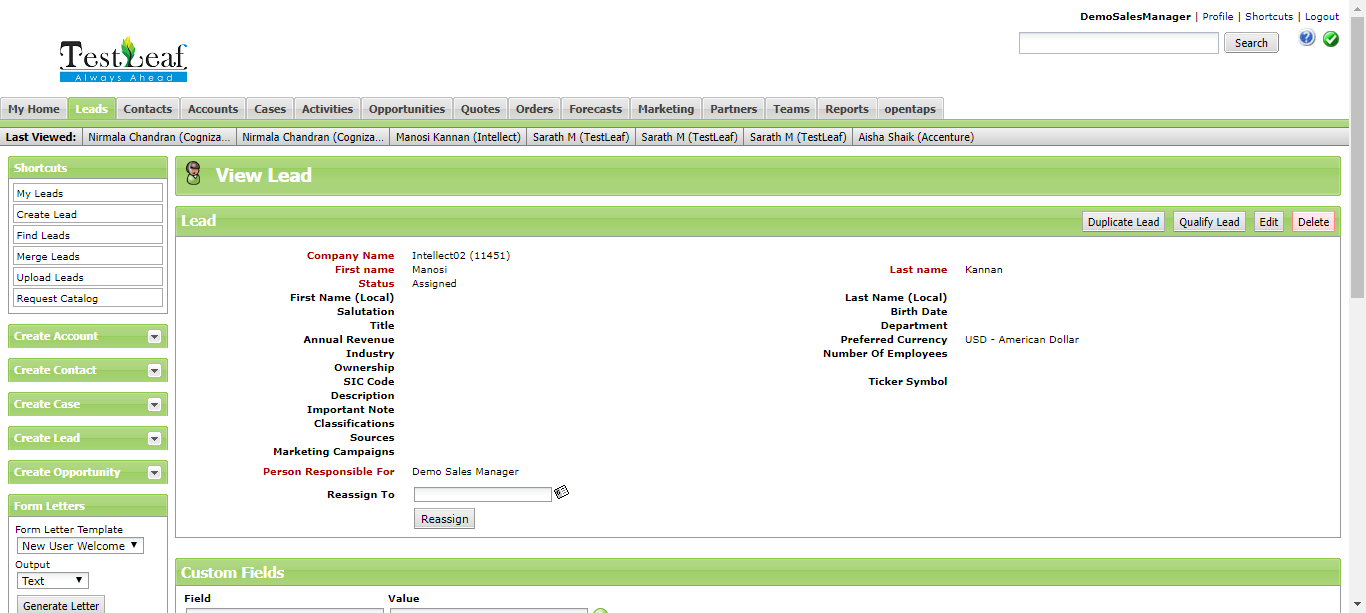 DemoSalesManager | Profile | Shortcuts | Logout
TestLeaf
Always Ahead
Search
My Home Leads Contacts Accounts Cases Activities Opportunities Quotes Orders Forecasts Marketing Partners Teams Reports opentaps
Last Viewed: Nirmala Chandran (Cogniza... Nirmala Chandran (Cogniza... Manosi Kannan (Intellect) Sarath M (TestLeaf) Sarath M (TestLeaf) Sarath M (TestLeaf) Aisha Shaik (Accenture)
Shortcuts
My Leads
Create Lead
Find Leads
Merge Leads
Upload Leads
Request Catalog
Create Account
Create Contact
Create Case
Create Lead
Create Opportunity
Form Letters
Form Letter Template
New User Welcome
Output
Text
Generate Letter
View Lead
Lead Duplicate Lead Qualify Lead Edit Delete
Company Name Intellect02 (11451)
First name Manosi Last name Kannan
Status Assigned
First Name (Local) Last Name (Local)
Salutation Birth Date
Title Department
Annual Revenue Preferred Currency USD - American Dollar
Industry Number Of Employees
Ownership
SIC Code Ticker Symbol
Description
Important Note
Classifications
Sources
Marketing Campaigns
Person Responsible For Demo Sales Manager
Reassign To
Reassign
Custom Fields
Field Value